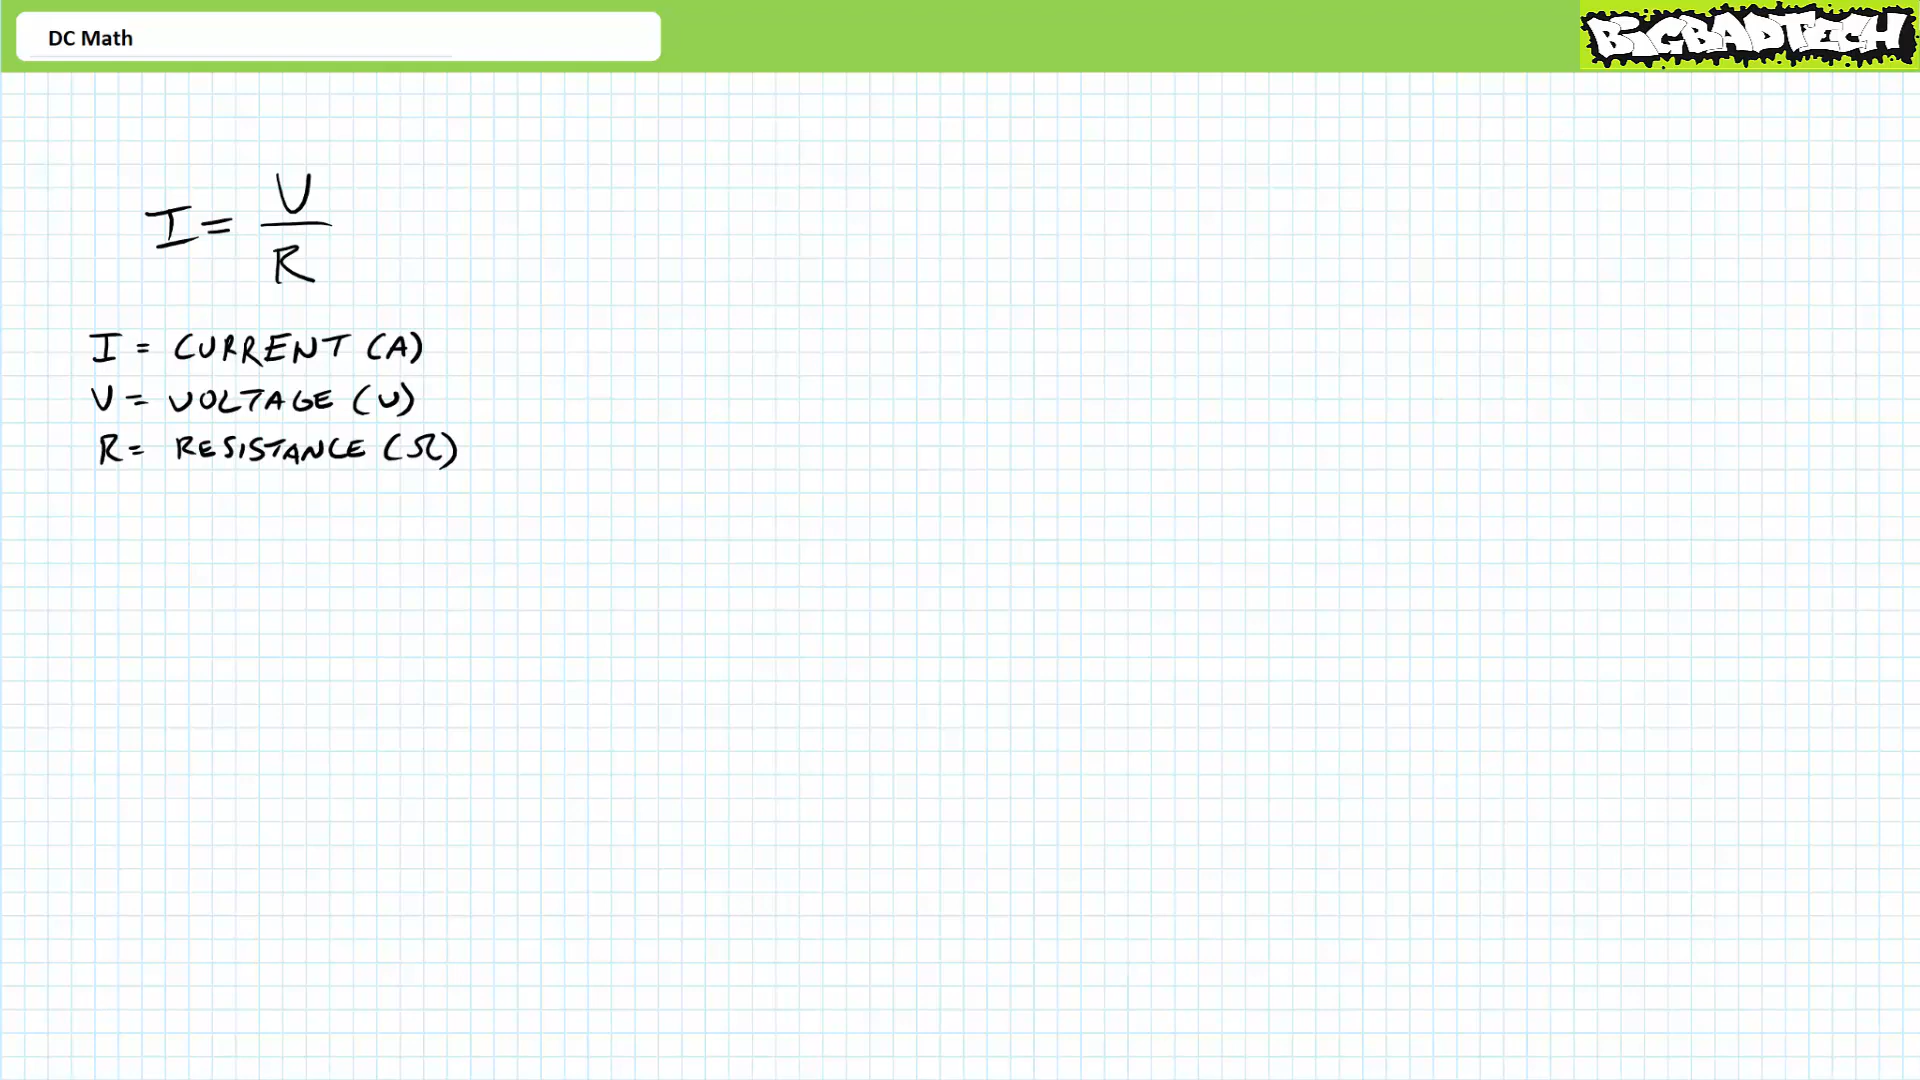 DC Math
BIGBADTECH
I = V / R
I = CURRENT (A)
V = VOLTAGE (V)
R = RESISTANCE (Ω)